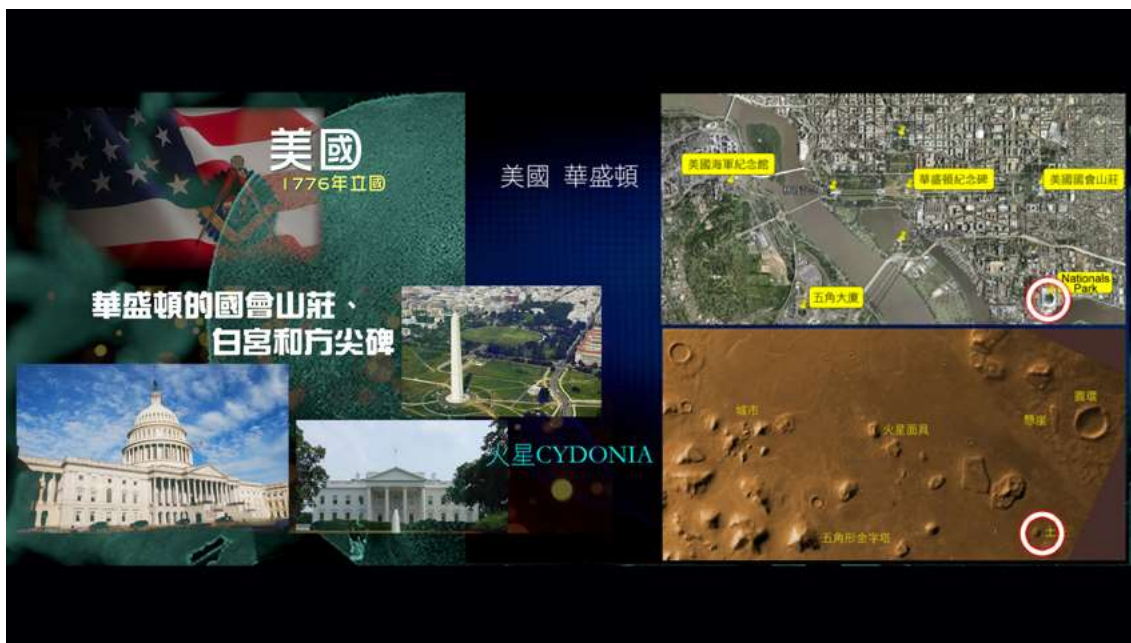 美國
1776年立國
華盛頓的國會山莊、
白宮和方尖碑
美國 華盛頓
火星CYDONIA
美國海軍紀念館
華盛頓紀念碑
美國國會山莊
五角大廈
Nationals
Park
城市
火星面具
圓環
懸崖
五角形金字塔
土